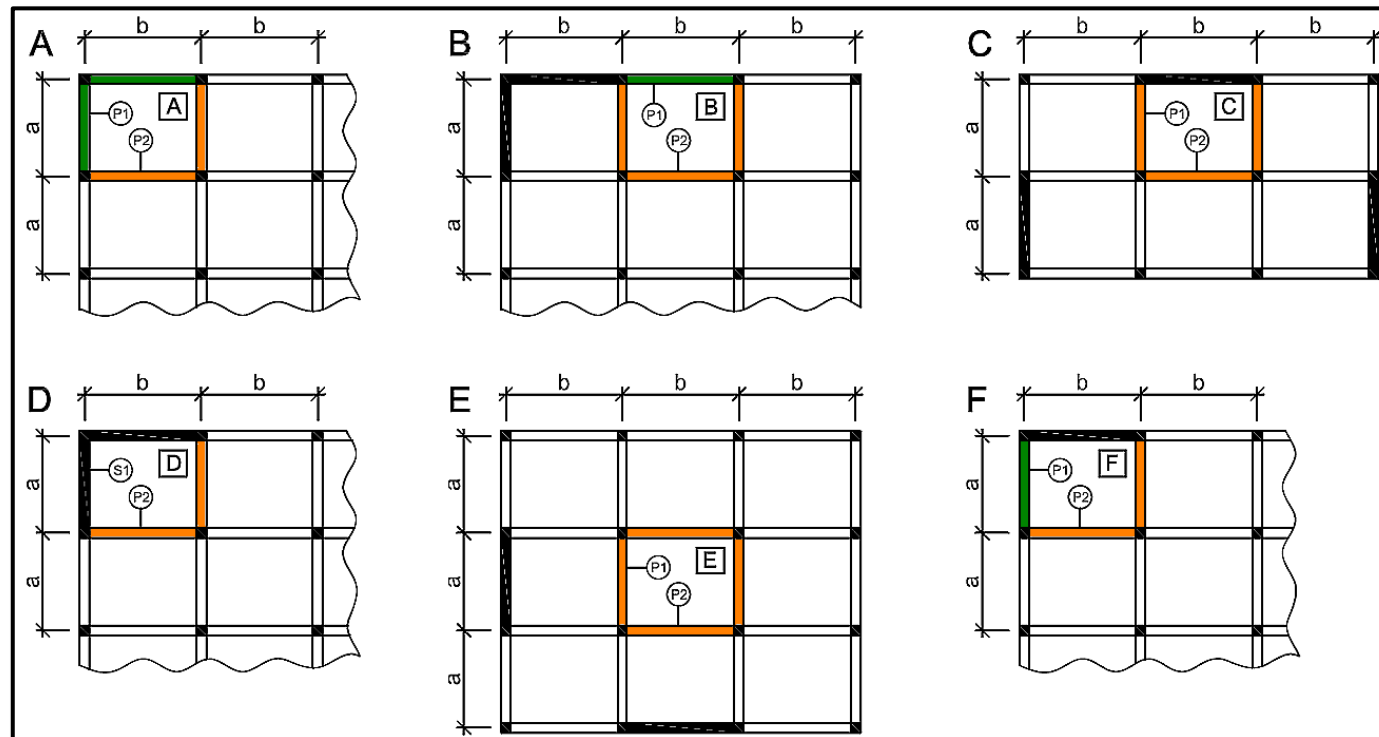 A b b B b b b C b b b
a P1 A a P1 B a P1 C
P2 P2 P2
a a a
D b b E b b b F b b
a S1 D a a P1 F
P2 P2
a a P1 E a
P2
a